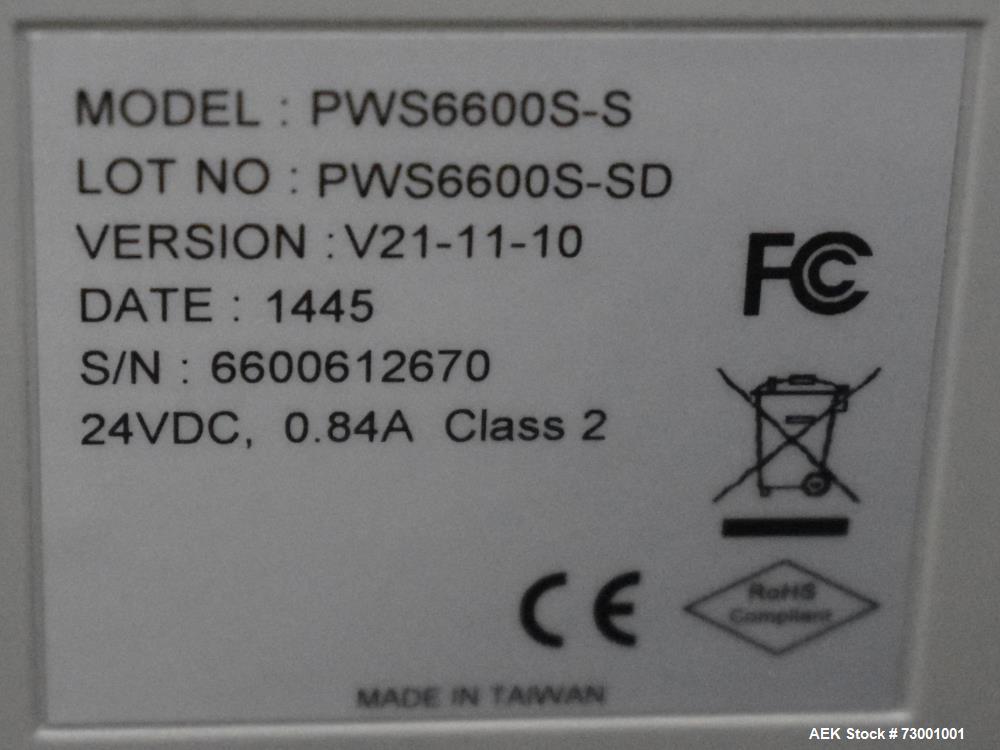 MODEL : PWS6600S-S
LOT NO : PWS6600S-SD
VERSION : V21-11-10
FC
DATE : 1445
S/N : 6600612670
24VDC, 0.84A Class 2
CE
RoHS
Compliant
MADE IN TAIWAN
AEK Stock # 73001001